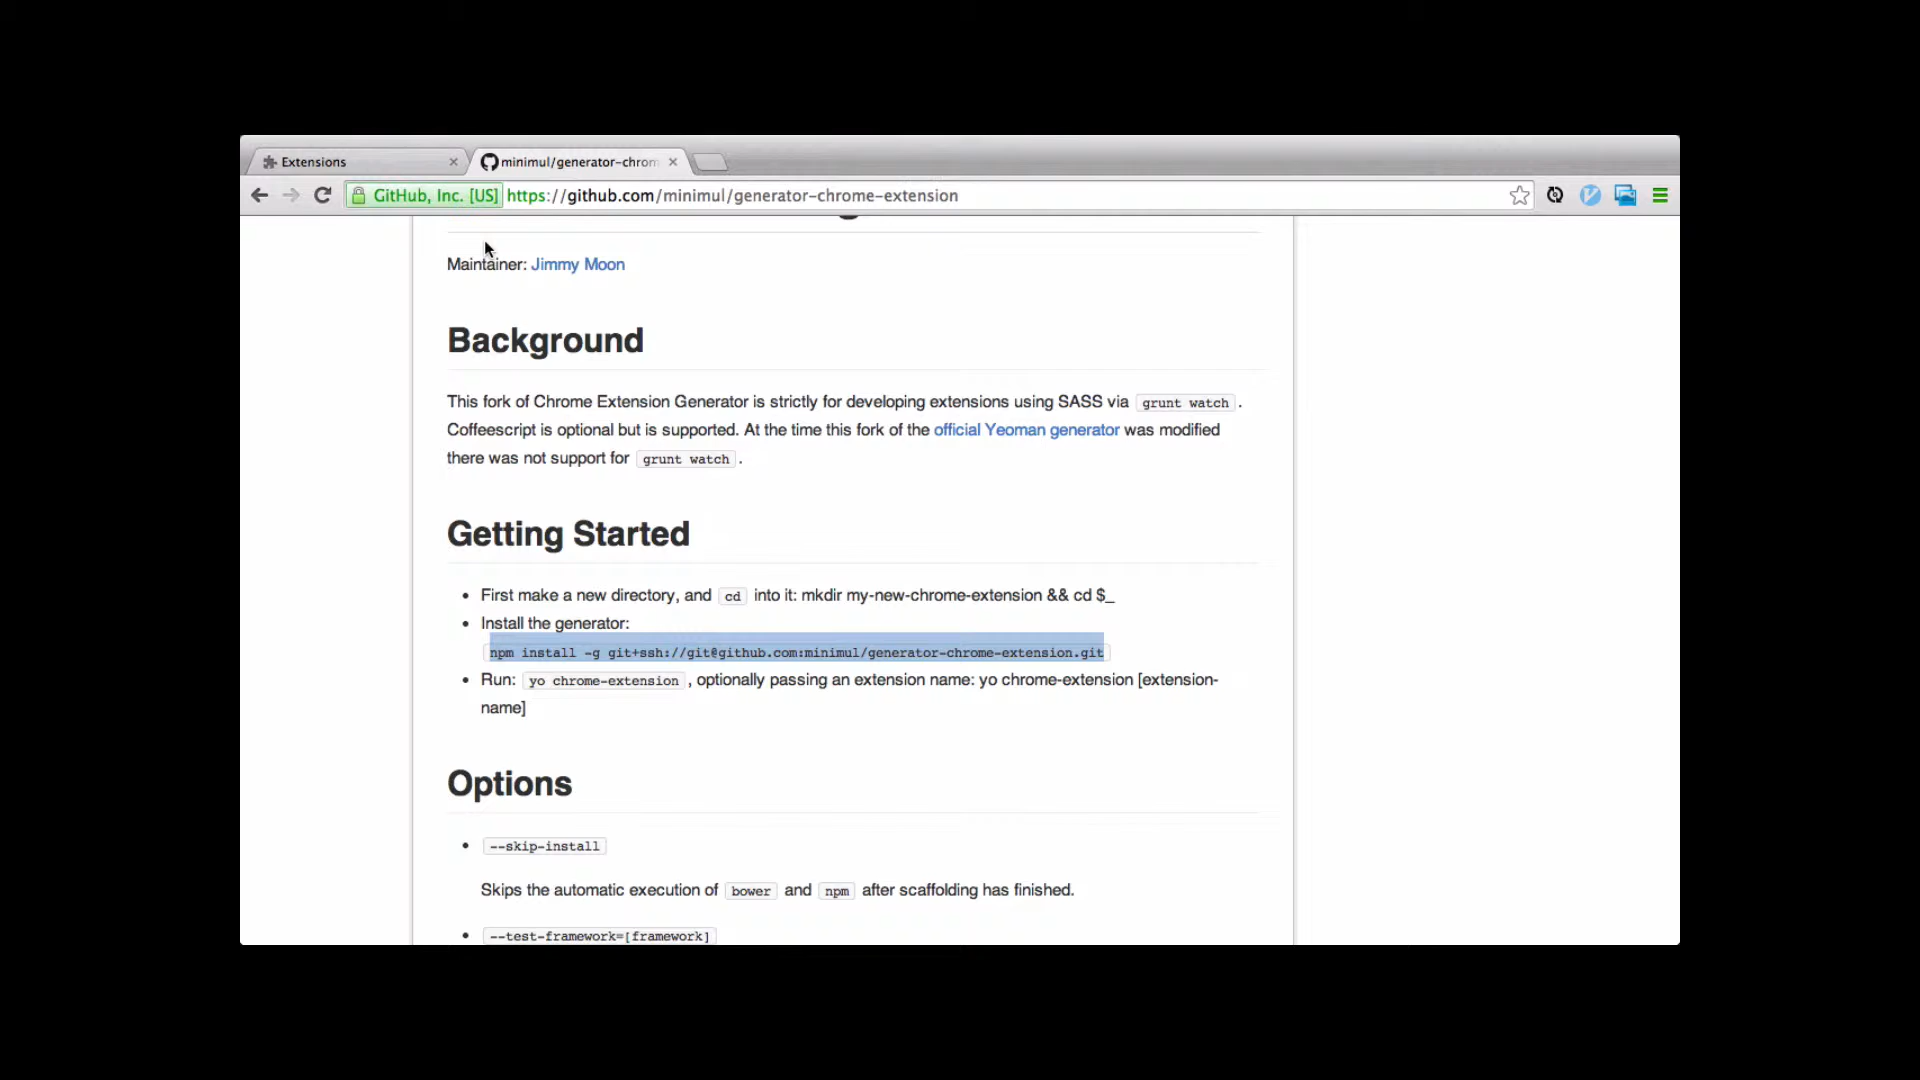 Extensions
minimul/generator-chrom
GitHub, Inc. [US] https://github.com/minimul/generator-chrome-extension
Maintainer: Jimmy Moon
Background
This fork of Chrome Extension Generator is strictly for developing extensions using SASS via grunt watch .
Coffeescript is optional but is supported. At the time this fork of the official Yeoman generator was modified
there was not support for grunt watch .
Getting Started
• First make a new directory, and cd into it: mkdir my-new-chrome-extension && cd $_
• Install the generator:
npm install -g git+ssh://git@github.com:minimul/generator-chrome-extension.git
• Run: yo chrome-extension , optionally passing an extension name: yo chrome-extension [extension-
name]
Options
• --skip-install
Skips the automatic execution of bower and npm after scaffolding has finished.
• --test-framework=[framework]